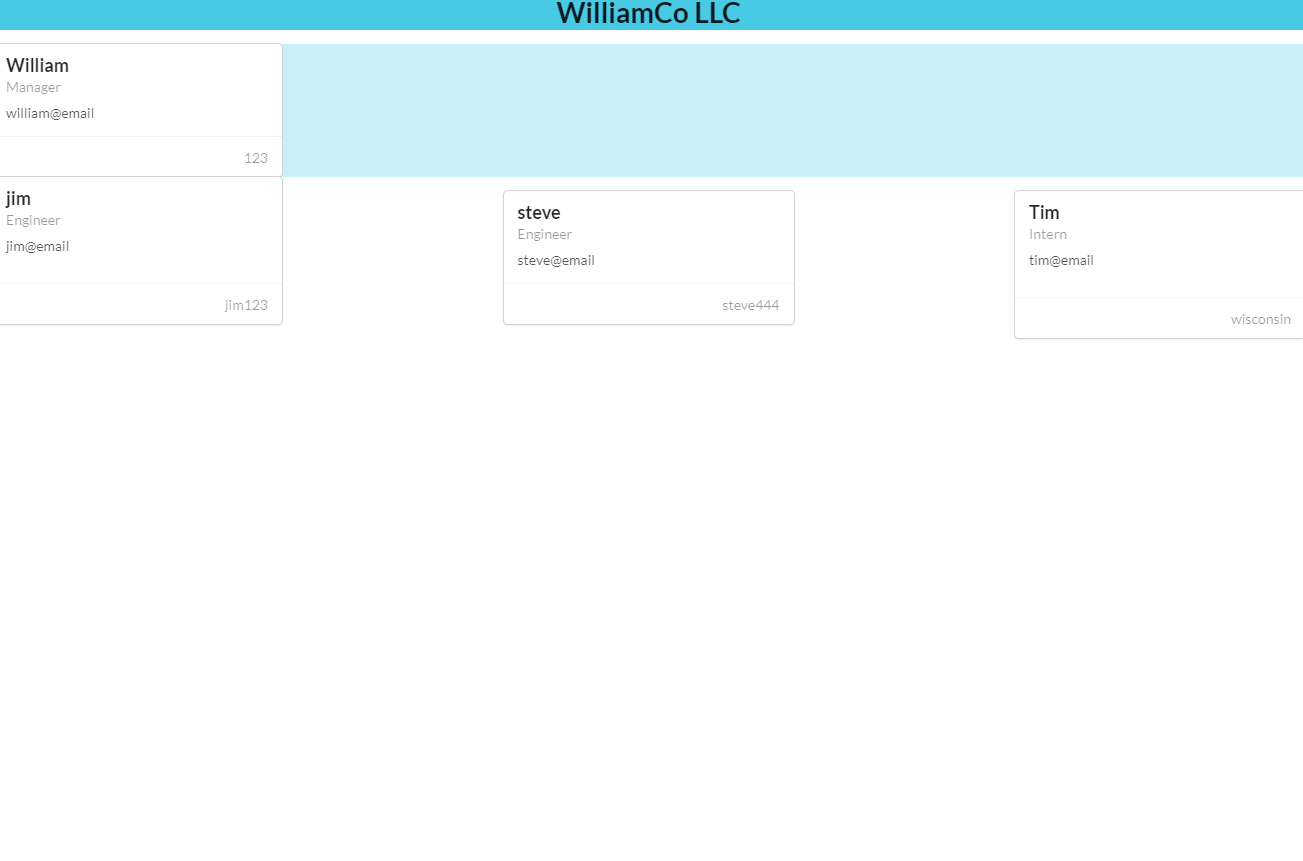 WilliamCo LLC
William
Manager
william@email
123
jim
Engineer
jim@email
jim123
steve
Engineer
steve@email
steve444
Tim
Intern
tim@email
wisconsin